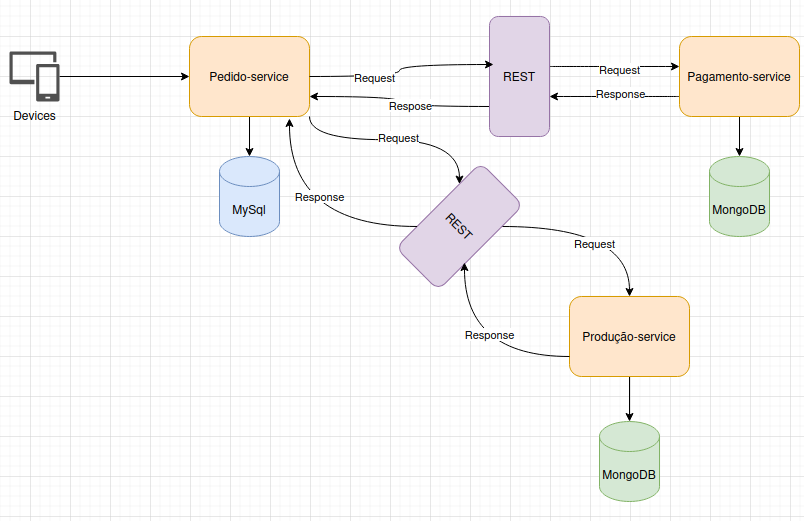 Devices
Pedido-service
Request
Respose
REST
Request
Response
Pagamento-service
MySql
MongoDB
Request
Response
REST
Request
Response
Produção-service
MongoDB